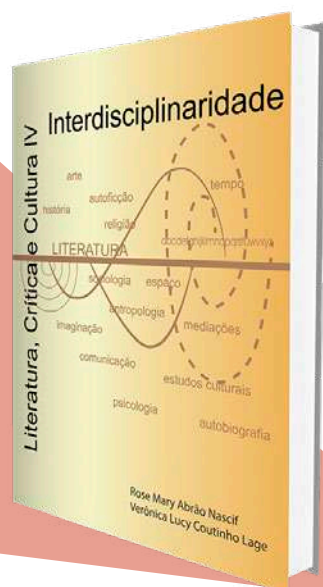 Literatura, Crítica e Cultura IV
Interdisciplinaridade
arte
tempo
autoficção
história
religião
LITERATURA
abcdefghijklmnopqrstuvwxyz
sociologia
espaço
antropologia
imaginação
mediações
comunicação
estudos culturais
psicologia
autobiografia
Rose Mary Abrão Nascif
Verônica Lucy Coutinho Lage